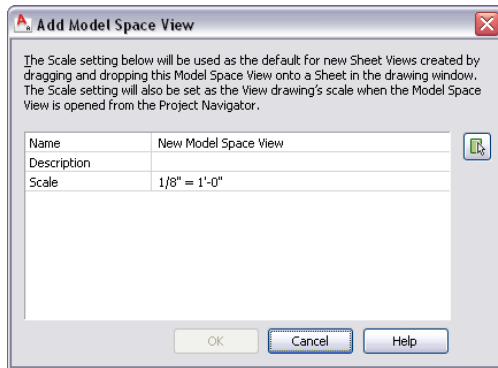 Add Model Space View
The Scale setting below will be used as the default for new Sheet Views created by
dragging and dropping this Model Space View onto a Sheet in the drawing window.
The Scale setting will also be set as the View drawing's scale when the Model Space
View is opened from the Project Navigator.
Name New Model Space View
Description
Scale 1/8" = 1'-0"
OK Cancel Help